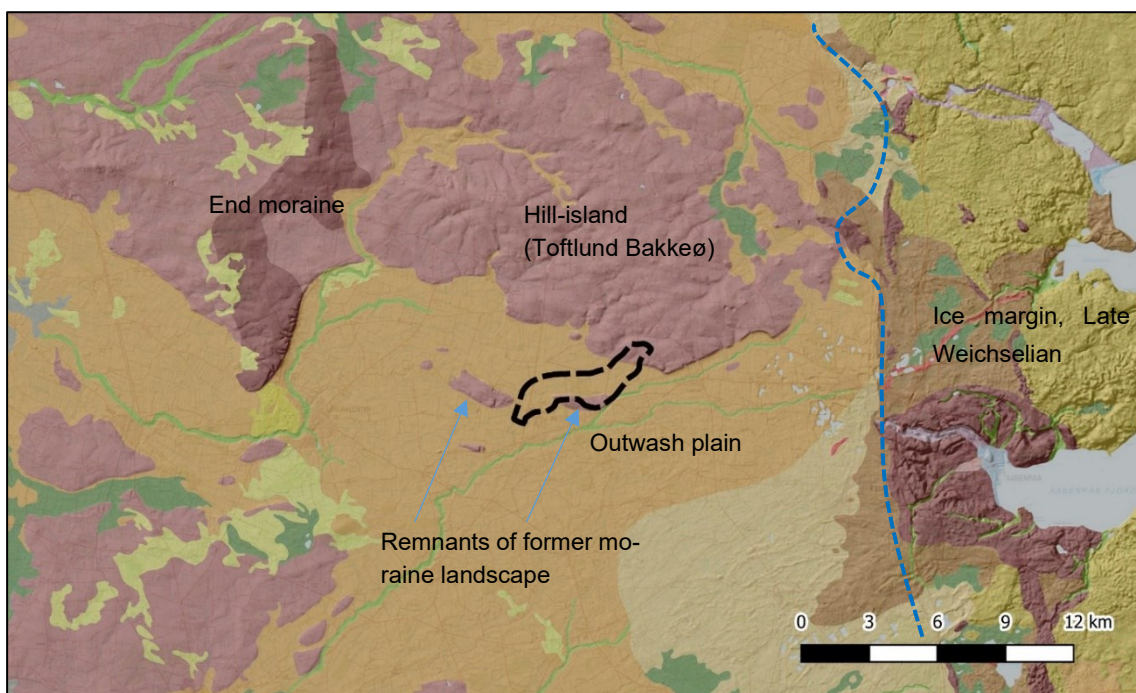 End moraine
Hill-island
(Toftlund Bakkeø)
Ice margin, Late
Weichselian
Outwash plain
Remnants of former mo-
raine landscape
0 3 6 9 12 km